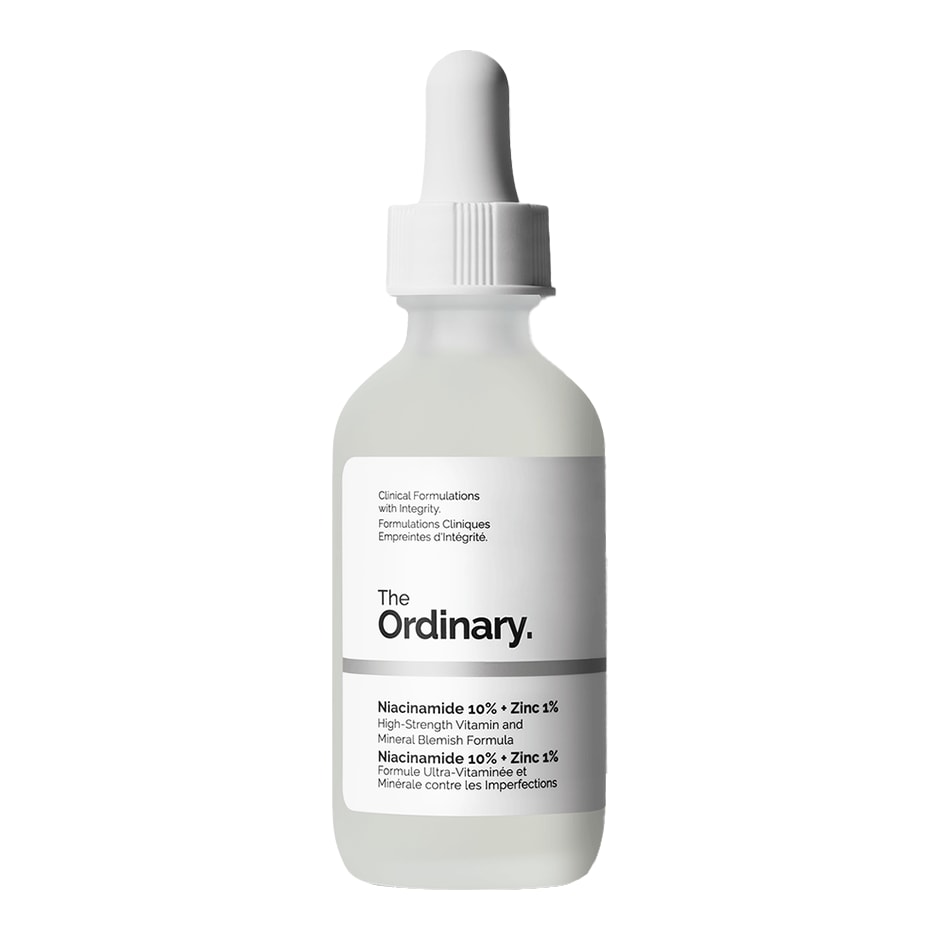 Clinical Formulations
with Integrity.
Formulations Cliniques
Empreintes d'Intégrité.
The
Ordinary.
Niacinamide 10% + Zinc 1%
High-Strength Vitamin and
Mineral Blemish Formula
Niacinamide 10% + Zinc 1%
Formule Ultra-Vitaminée et
Minérale contre les Imperfections